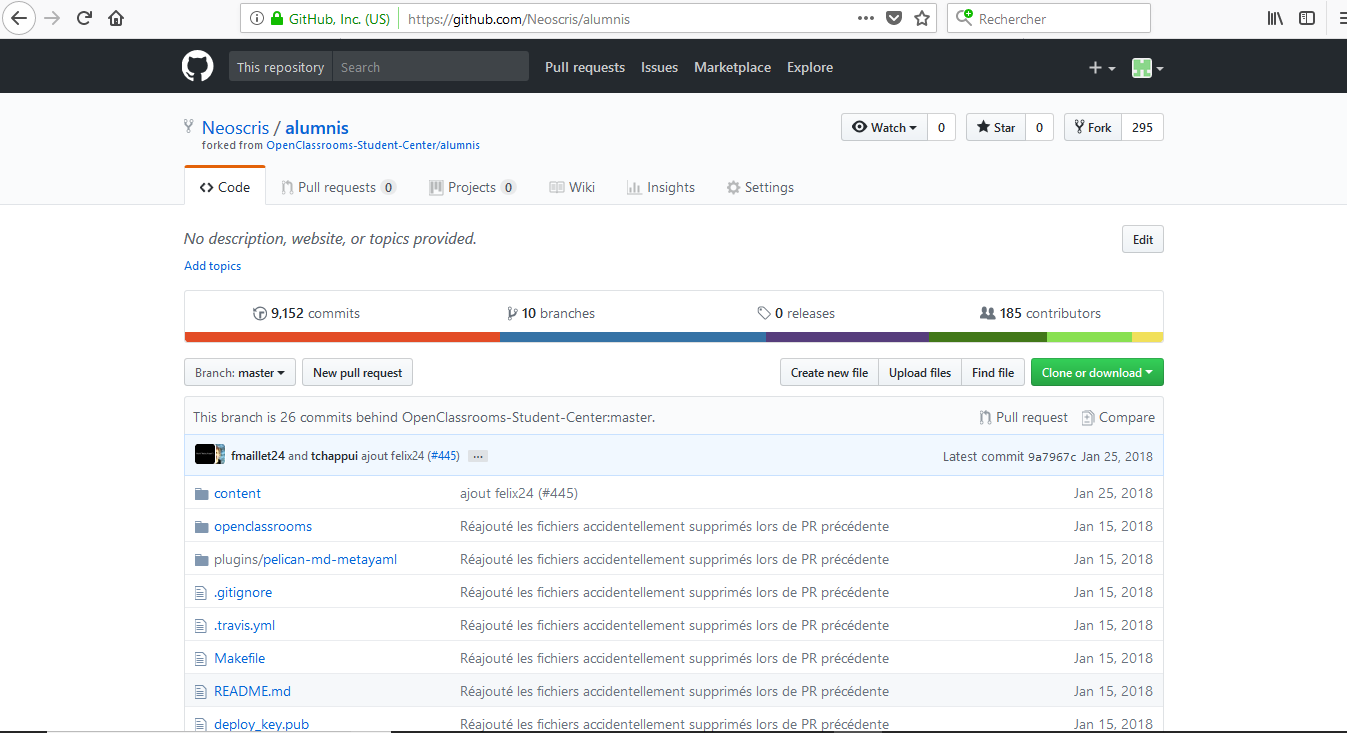 GitHub, Inc. (US) https://github.com/Neoscris/alumnis Rechercher
This repository Search Pull requests Issues Marketplace Explore
Neoscris / alumnis Watch 0 Star 0 Fork 295
forked from OpenClassrooms-Student-Center/alumnis
Code Pull requests 0 Projects 0 Wiki Insights Settings
No description, website, or topics provided. Edit
Add topics
9,152 commits 10 branches 0 releases 185 contributors
Branch: master New pull request Create new file Upload files Find file Clone or download
This branch is 26 commits behind OpenClassrooms-Student-Center:master. Pull request Compare
fmaillet24 and tchappui ajout felix24 (#445) ... Latest commit 9a7967c Jan 25, 2018
content ajout felix24 (#445) Jan 25, 2018
openclassrooms Réajouté les fichiers accidentellement supprimés lors de PR précédente Jan 15, 2018
plugins/pelican-md-metayaml Réajouté les fichiers accidentellement supprimés lors de PR précédente Jan 15, 2018
.gitignore Réajouté les fichiers accidentellement supprimés lors de PR précédente Jan 15, 2018
.travis.yml Réajouté les fichiers accidentellement supprimés lors de PR précédente Jan 15, 2018
Makefile Réajouté les fichiers accidentellement supprimés lors de PR précédente Jan 15, 2018
README.md Réajouté les fichiers accidentellement supprimés lors de PR précédente Jan 15, 2018
deploy_key.pub Réajouté les fichiers accidentellement supprimés lors de PR précédente Jan 15, 2018